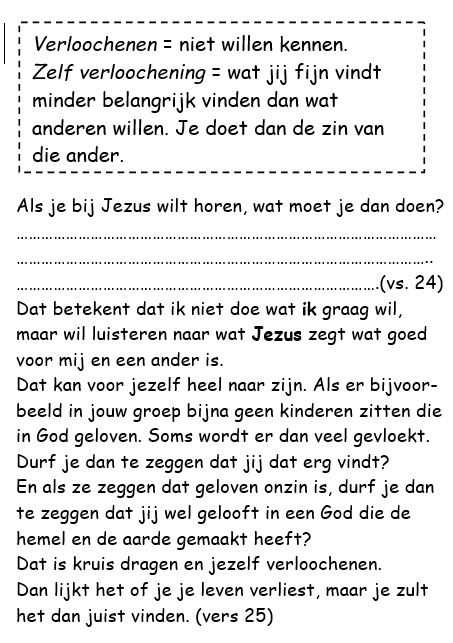 Verloochenen = niet willen kennen.
Zelf verloochening = wat jij fijn vindt
minder belangrijk vinden dan wat
anderen willen. Je doet dan de zin van
die ander.
Als je bij Jezus wilt horen, wat moet je dan doen?
………………………………………………………………………………………
……………………………………………………………………………………..
………………………………………………………………………….(vs. 24)
Dat betekent dat ik niet doe wat ik graag wil,
maar wil luisteren naar wat Jezus zegt wat goed
voor mij en een ander is.
Dat kan voor jezelf heel naar zijn. Als er bijvoor-
beeld in jouw groep bijna geen kinderen zitten die
in God geloven. Soms wordt er dan veel gevloekt.
Durf je dan te zeggen dat jij dat erg vindt?
En als ze zeggen dat geloven onzin is, durf je dan
te zeggen dat jij wel gelooft in een God die de
hemel en de aarde gemaakt heeft?
Dat is kruis dragen en jezelf verloochenen.
Dan lijkt het of je je leven verliest, maar je zult
het dan juist vinden. (vers 25)